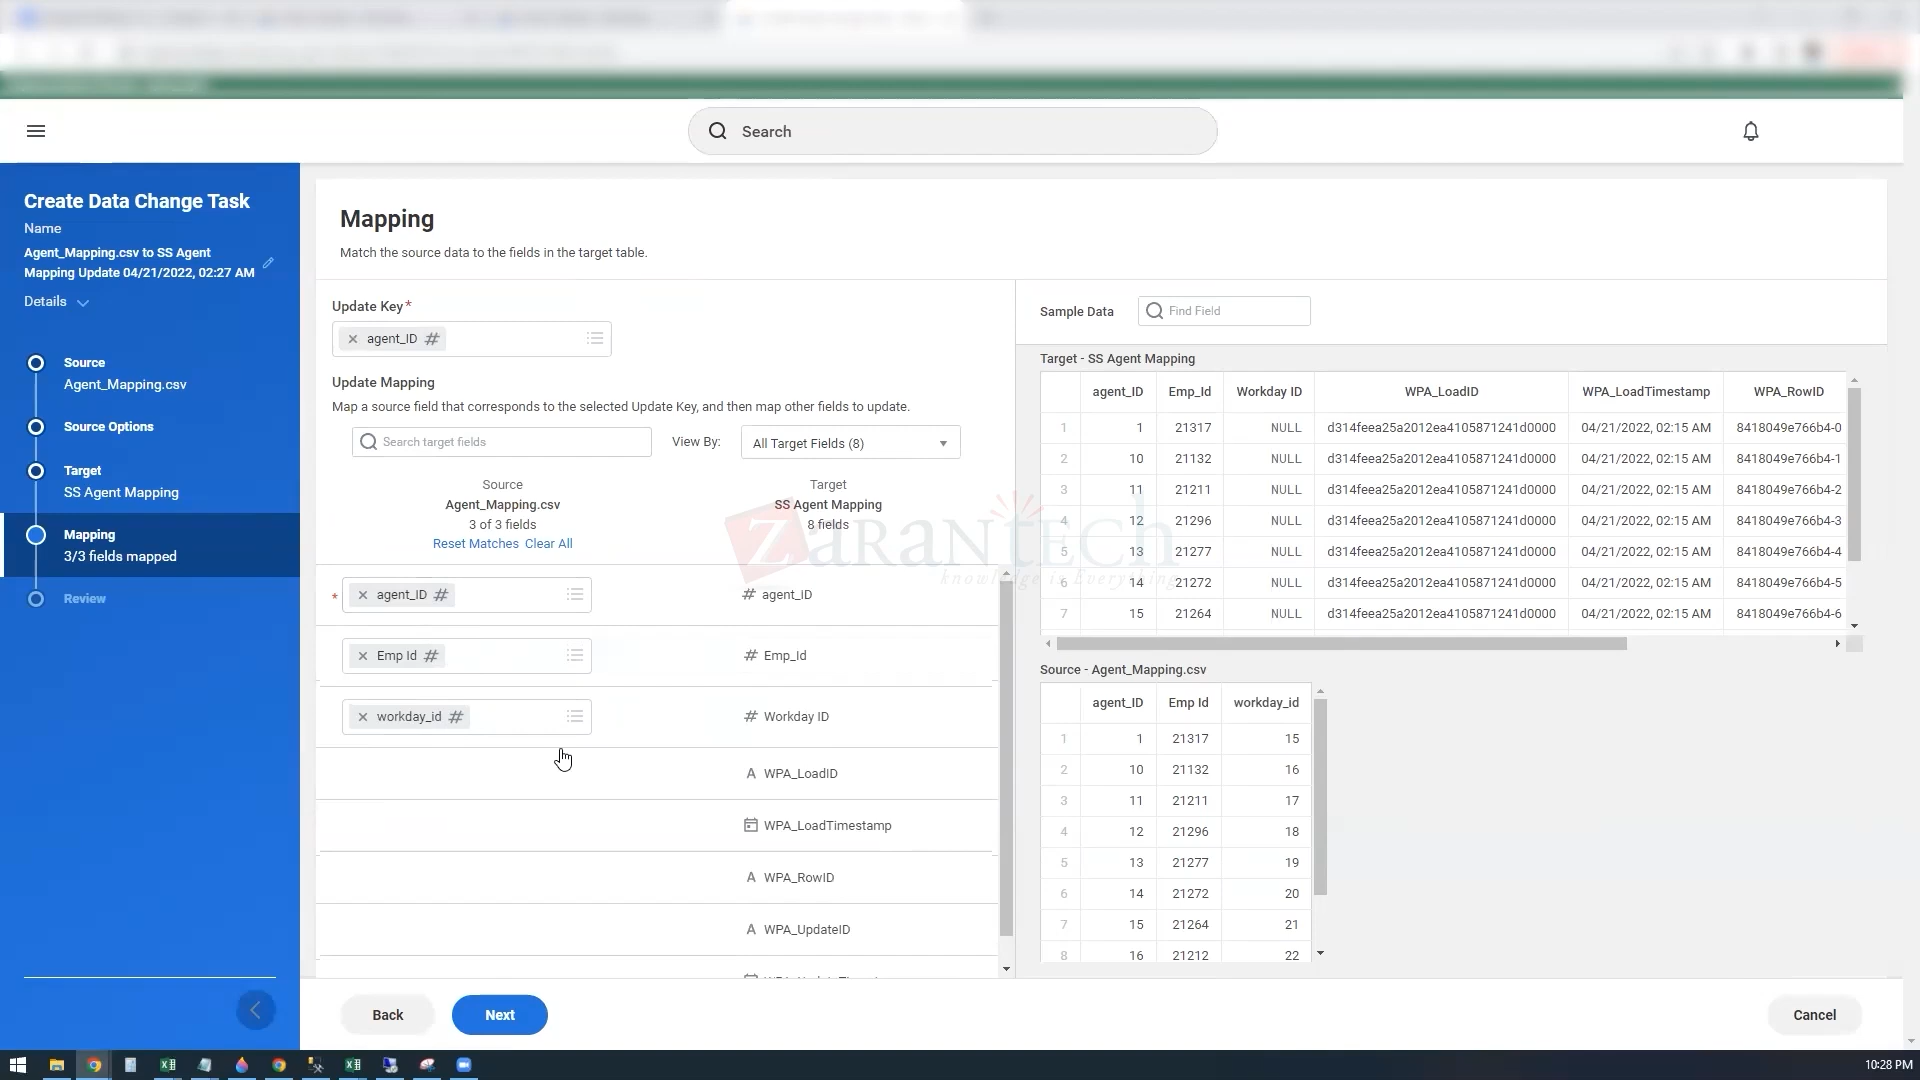 Search
Create Data Change Task
Name
Agent_Mapping.csv to SS Agent
Mapping Update 04/21/2022, 02:27 AM
Details
Source
Agent_Mapping.csv
Source Options
Target
SS Agent Mapping
Mapping
3/3 fields mapped
Review
Mapping
Match the source data to the fields in the target table.
Update Key*
× agent_ID #
Update Mapping
Map a source field that corresponds to the selected Update Key, and then map other fields to update.
Search target fields
View By:
All Target Fields (8)
Source
Agent_Mapping.csv
3 of 3 fields
Reset Matches Clear All
Target
SS Agent Mapping
8 fields
* × agent_ID # # agent_ID
× Emp Id # # Emp_Id
× workday_id # # Workday ID
A WPA_LoadID
WPA_LoadTimestamp
A WPA_RowID
A WPA_UpdateID
Back
Next
Cancel
Sample Data
Find Field
Target - SS Agent Mapping
agent_ID Emp_Id Workday ID WPA_LoadID WPA_LoadTimestamp WPA_RowID
1 1 21317 NULL d314feea25a2012ea4105871241d0000 04/21/2022, 02:15 AM 8418049e766b4-0
2 10 21132 NULL d314feea25a2012ea4105871241d0000 04/21/2022, 02:15 AM 8418049e766b4-1
3 11 21211 NULL d314feea25a2012ea4105871241d0000 04/21/2022, 02:15 AM 8418049e766b4-2
4 12 21296 NULL d314feea25a2012ea4105871241d0000 04/21/2022, 02:15 AM 8418049e766b4-3
5 13 21277 NULL d314feea25a2012ea4105871241d0000 04/21/2022, 02:15 AM 8418049e766b4-4
6 14 21272 NULL d314feea25a2012ea4105871241d0000 04/21/2022, 02:15 AM 8418049e766b4-5
7 15 21264 NULL d314feea25a2012ea4105871241d0000 04/21/2022, 02:15 AM 8418049e766b4-6
Source - Agent_Mapping.csv
agent_ID Emp Id workday_id
1 1 21317 15
2 10 21132 16
3 11 21211 17
4 12 21296 18
5 13 21277 19
6 14 21272 20
7 15 21264 21
8 16 21212 22
ZaranTech
knowledge is Everything
10:28 PM